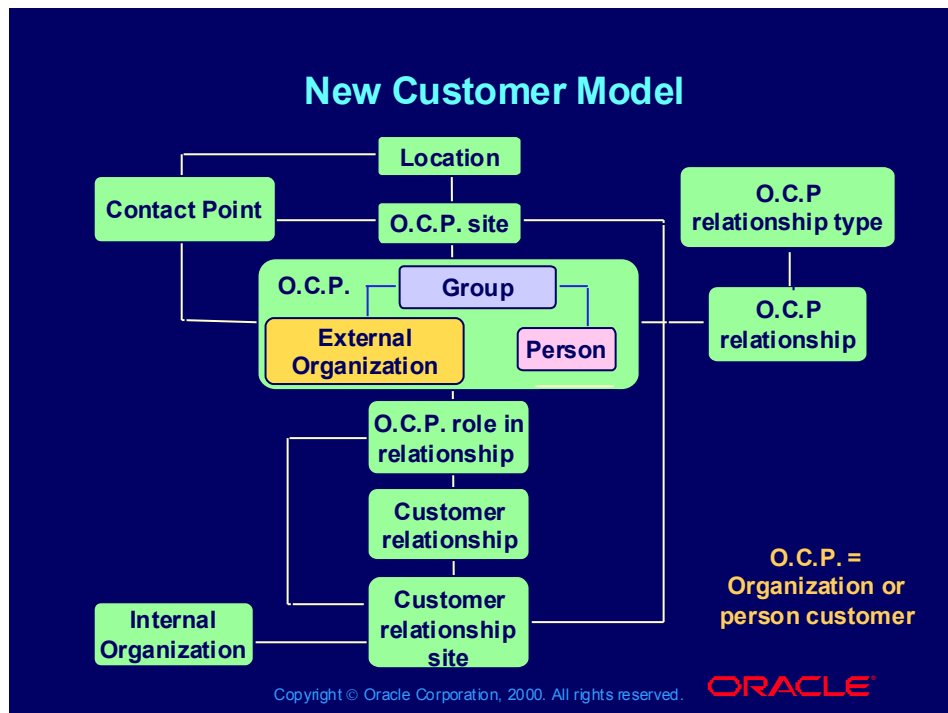 New Customer Model
Location
Contact Point
O.C.P. site
O.C.P
relationship type
O.C.P.
Group
External
Organization
Person
O.C.P
relationship
O.C.P. role in
relationship
Customer
relationship
Customer
relationship
site
Internal
Organization
O.C.P. =
Organization or
person customer
Copyright © Oracle Corporation, 2000. All rights reserved.
ORACLE®